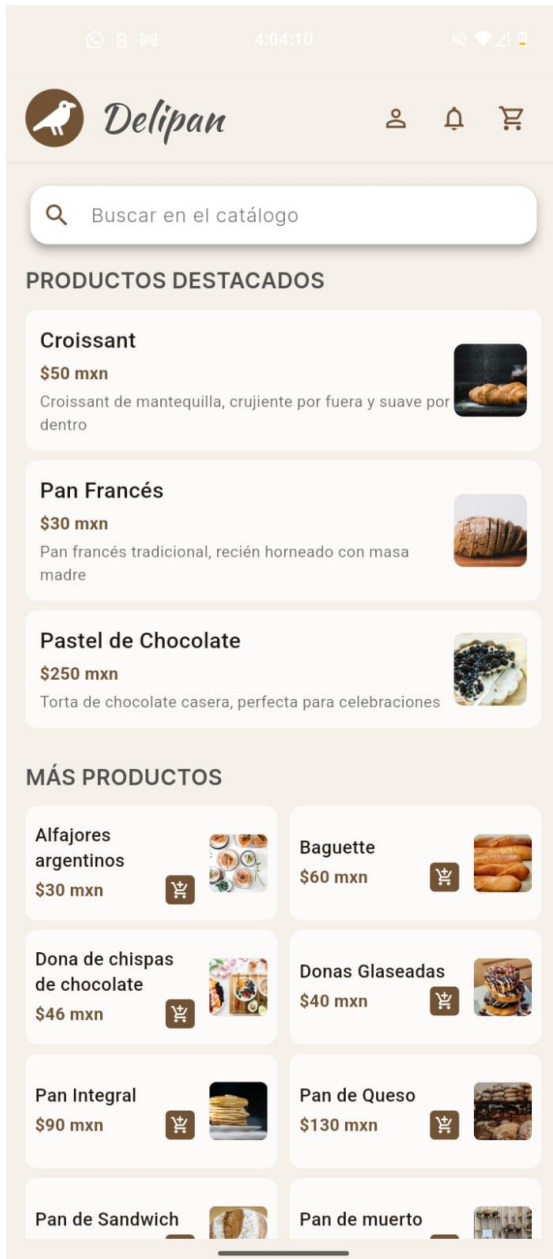 4:04:10
Delipan
Buscar en el catálogo
PRODUCTOS DESTACADOS
Croissant
$50 mxn
Croissant de mantequilla, crujiente por fuera y suave por
dentro
Pan Francés
$30 mxn
Pan francés tradicional, recién horneado con masa
madre
Pastel de Chocolate
$250 mxn
Torta de chocolate casera, perfecta para celebraciones
MÁS PRODUCTOS
Alfajores
argentinos
$30 mxn
Baguette
$60 mxn
Dona de chispas
de chocolate
$46 mxn
Donas Glaseadas
$40 mxn
Pan Integral
$90 mxn
Pan de Queso
$130 mxn
Pan de Sandwich
Pan de muerto